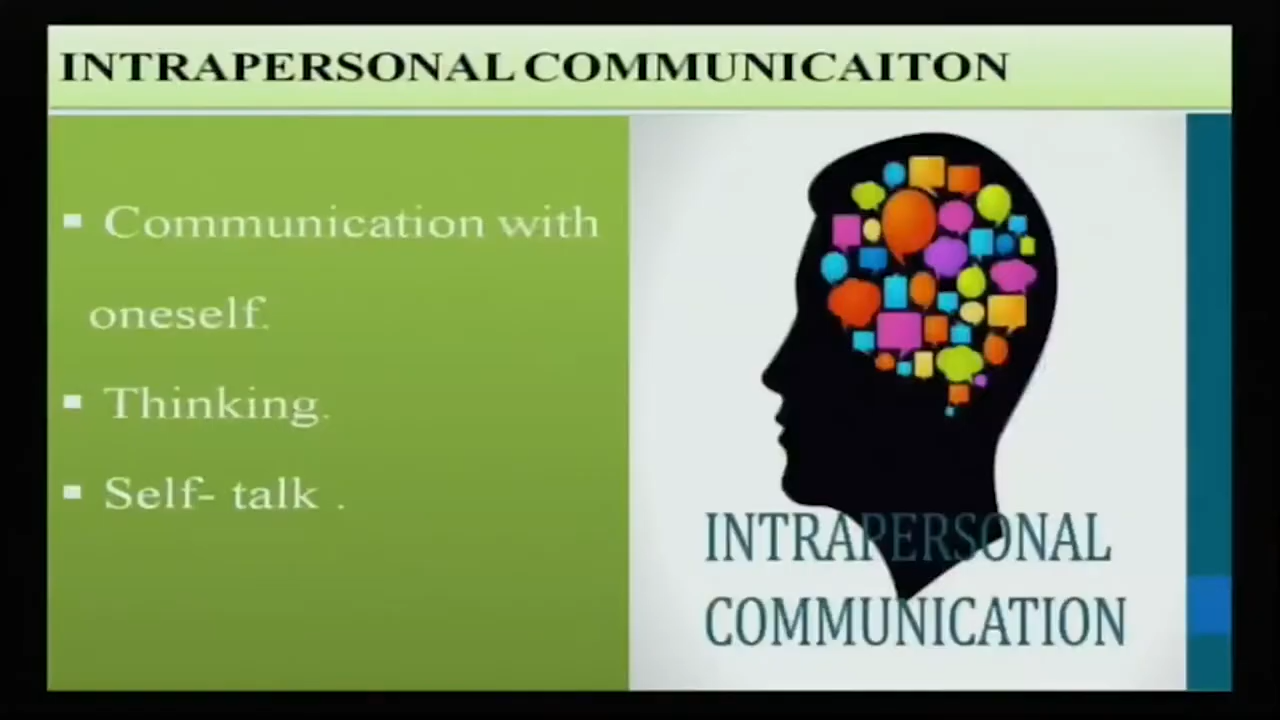 INTRAPERSONAL COMMUNICAITON
▪ Communication with
oneself.
▪ Thinking.
▪ Self- talk .
INTRAPERSONAL
COMMUNICATION